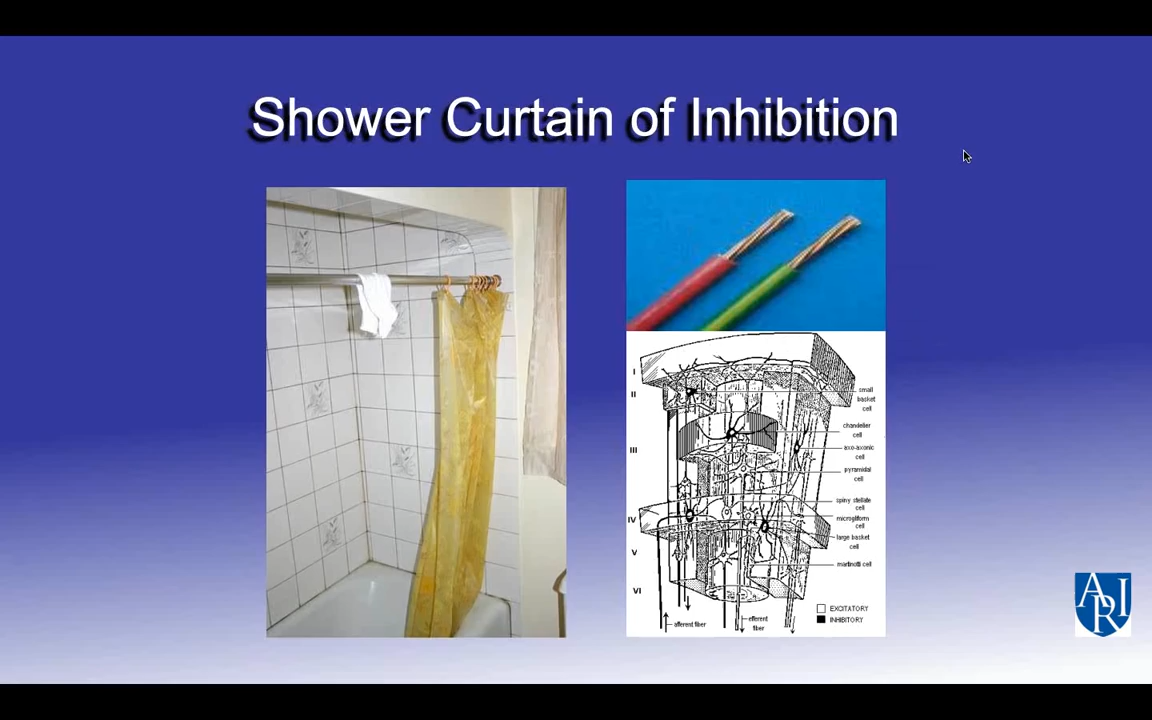 Shower Curtain of Inhibition
I
II
III
IV
V
VI
small
basket
cell
chandelier
cell
axo-axonic
cell
pyramidal
cell
spiny stellate
cell
microgliform
cell
large basket
cell
martinotti cell
EXCITATORY
INHIBITORY
afferent fiber
efferent
fiber
ARI